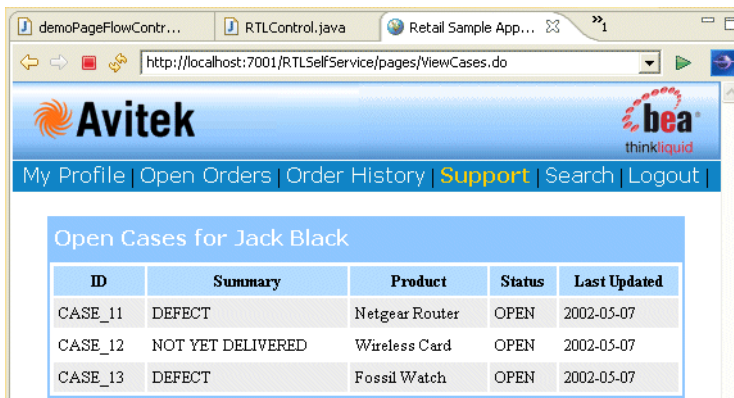 demoPageFlowContr... RTLControl.java Retail Sample App... »1
http://localhost:7001/RTLSelfService/pages/ViewCases.do
Avitek bea
thinkliquid
My Profile | Open Orders | Order History | Support | Search | Logout |
Open Cases for Jack Black
ID Summary Product Status Last Updated
CASE_11 DEFECT Netgear Router OPEN 2002-05-07
CASE_12 NOT YET DELIVERED Wireless Card OPEN 2002-05-07
CASE_13 DEFECT Fossil Watch OPEN 2002-05-07